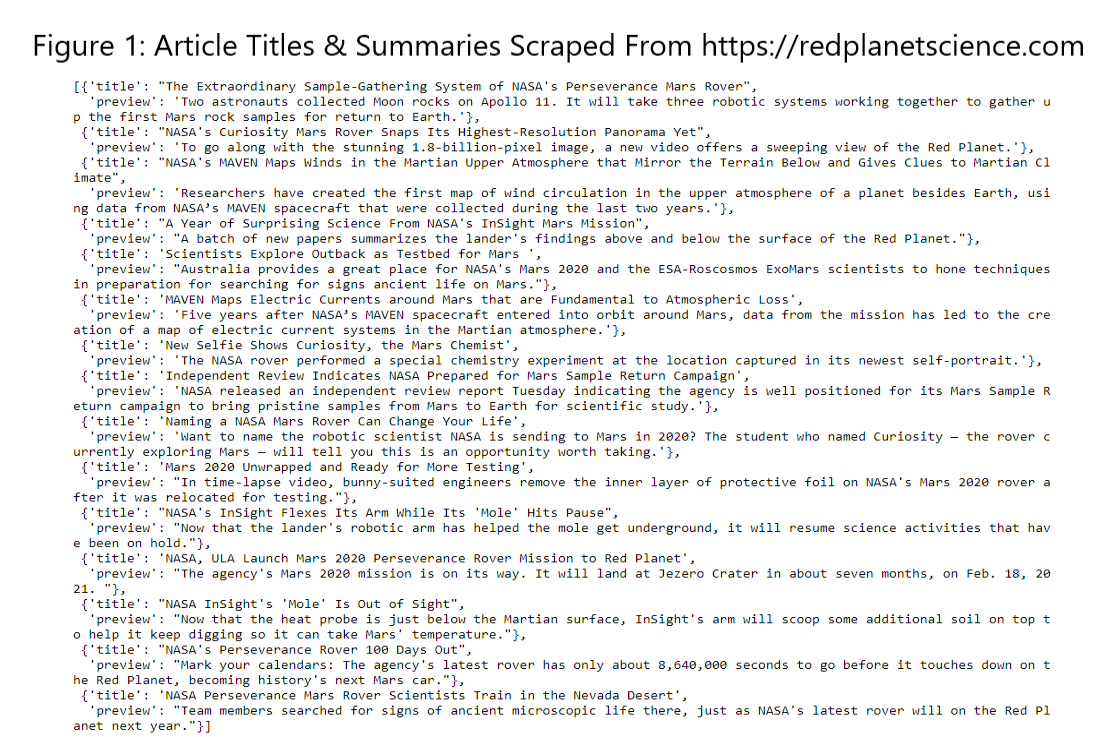 Figure 1: Article Titles & Summaries Scraped From https://redplanetscience.com
[{'title': "The Extraordinary Sample-Gathering System of NASA's Perseverance Mars Rover",
'preview': 'Two astronauts collected Moon rocks on Apollo 11. It will take three robotic systems working together to gather u
p the first Mars rock samples for return to Earth.'},
{'title': "NASA's Curiosity Mars Rover Snaps Its Highest-Resolution Panorama Yet",
'preview': 'To go along with the stunning 1.8-billion-pixel image, a new video offers a sweeping view of the Red Planet.'},
{'title': "NASA's MAVEN Maps Winds in the Martian Upper Atmosphere that Mirror the Terrain Below and Gives Clues to Martian Cl
imate",
'preview': 'Researchers have created the first map of wind circulation in the upper atmosphere of a planet besides Earth, usi
ng data from NASA’s MAVEN spacecraft that were collected during the last two years.'},
{'title': "A Year of Surprising Science From NASA's InSight Mars Mission",
'preview': "A batch of new papers summarizes the lander's findings above and below the surface of the Red Planet."},
{'title': 'Scientists Explore Outback as Testbed for Mars ',
'preview': "Australia provides a great place for NASA's Mars 2020 and the ESA-Roscosmos ExoMars scientists to hone techniques
in preparation for searching for signs ancient life on Mars."},
{'title': 'MAVEN Maps Electric Currents around Mars that are Fundamental to Atmospheric Loss',
'preview': 'Five years after NASA’s MAVEN spacecraft entered into orbit around Mars, data from the mission has led to the cre
ation of a map of electric current systems in the Martian atmosphere.'},
{'title': 'New Selfie Shows Curiosity, the Mars Chemist',
'preview': 'The NASA rover performed a special chemistry experiment at the location captured in its newest self-portrait.'},
{'title': 'Independent Review Indicates NASA Prepared for Mars Sample Return Campaign',
'preview': 'NASA released an independent review report Tuesday indicating the agency is well positioned for its Mars Sample R
eturn campaign to bring pristine samples from Mars to Earth for scientific study.'},
{'title': 'Naming a NASA Mars Rover Can Change Your Life',
'preview': 'Want to name the robotic scientist NASA is sending to Mars in 2020? The student who named Curiosity — the rover c
urrently exploring Mars — will tell you this is an opportunity worth taking.'},
{'title': 'Mars 2020 Unwrapped and Ready for More Testing',
'preview': "In time-lapse video, bunny-suited engineers remove the inner layer of protective foil on NASA's Mars 2020 rover a
fter it was relocated for testing."},
{'title': "NASA's InSight Flexes Its Arm While Its 'Mole' Hits Pause",
'preview': "Now that the lander's robotic arm has helped the mole get underground, it will resume science activities that hav
e been on hold."},
{'title': 'NASA, ULA Launch Mars 2020 Perseverance Rover Mission to Red Planet',
'preview': "The agency's Mars 2020 mission is on its way. It will land at Jezero Crater in about seven months, on Feb. 18, 20
21. "},
{'title': "NASA InSight's 'Mole' Is Out of Sight",
'preview': "Now that the heat probe is just below the Martian surface, InSight's arm will scoop some additional soil on top t
o help it keep digging so it can take Mars' temperature."},
{'title': "NASA's Perseverance Rover 100 Days Out",
'preview': "Mark your calendars: The agency's latest rover has only about 8,640,000 seconds to go before it touches down on t
he Red Planet, becoming history's next Mars car."},
{'title': 'NASA Perseverance Mars Rover Scientists Train in the Nevada Desert',
'preview': "Team members searched for signs of ancient microscopic life there, just as NASA's latest rover will on the Red Pl
anet next year."}]